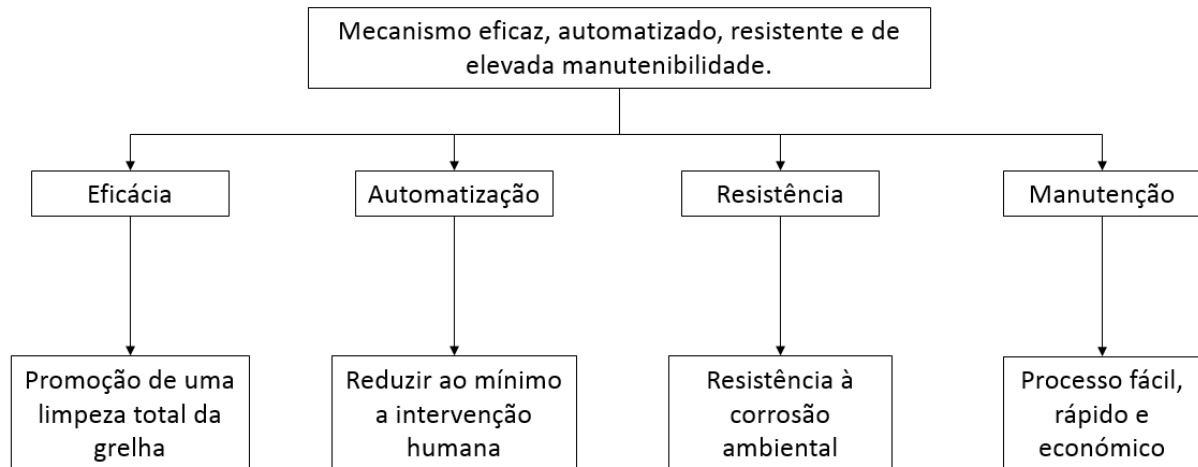 Mecanismo eficaz, automatizado, resistente e de
elevada manutenibilidade.
Eficácia
Automatização
Resistência
Manutenção
Promoção de uma
limpeza total da
grelha
Reduzir ao mínimo
a intervenção
humana
Resistência à
corrosão
ambiental
Processo fácil,
rápido e
económico